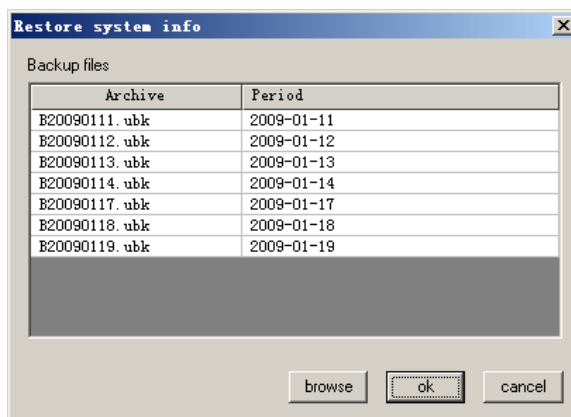 Restore system info
Backup files
Archive Period
B20090111.ubk 2009-01-11
B20090112.ubk 2009-01-12
B20090113.ubk 2009-01-13
B20090114.ubk 2009-01-14
B20090117.ubk 2009-01-17
B20090118.ubk 2009-01-18
B20090119.ubk 2009-01-19
browse ok cancel